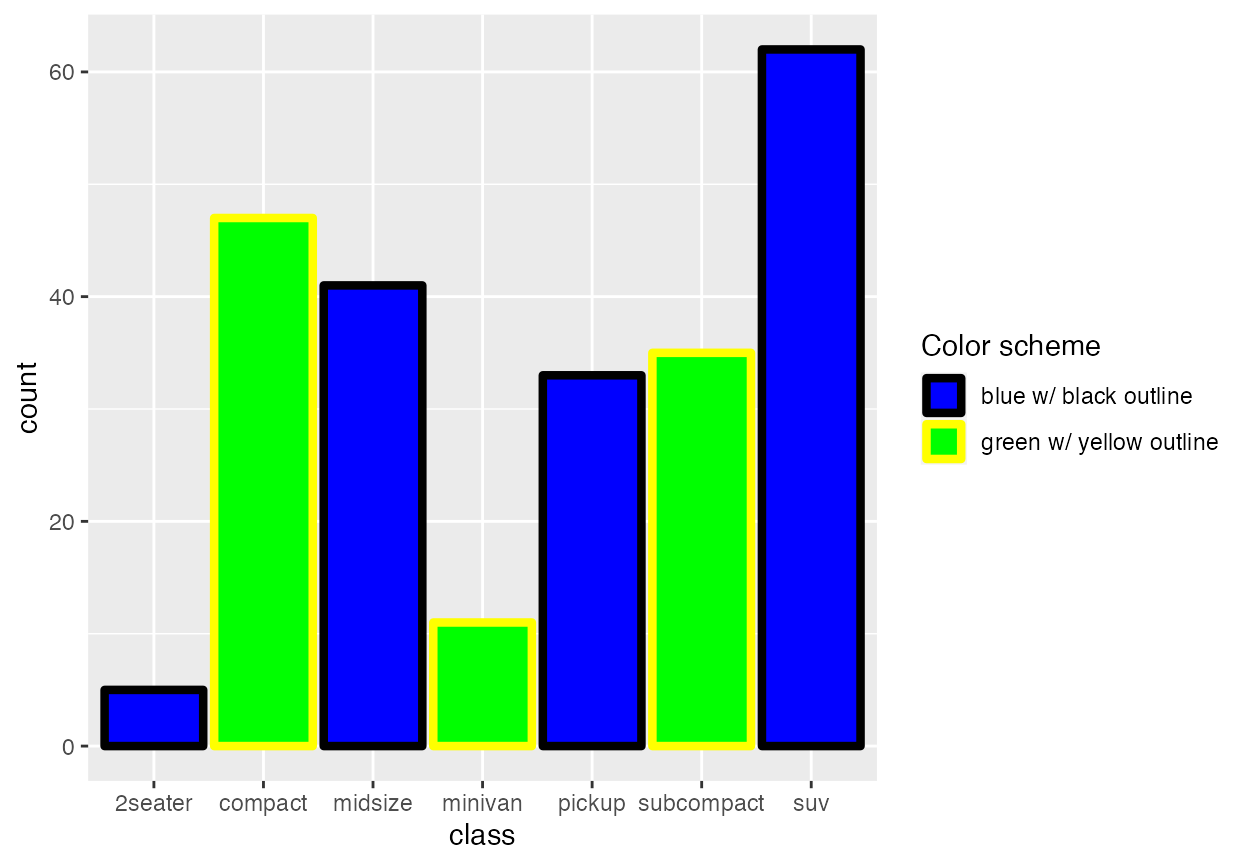 60
40
20
0
count
2seater compact midsize minivan pickup subcompact suv
class
Color scheme
blue w/ black outline
green w/ yellow outline